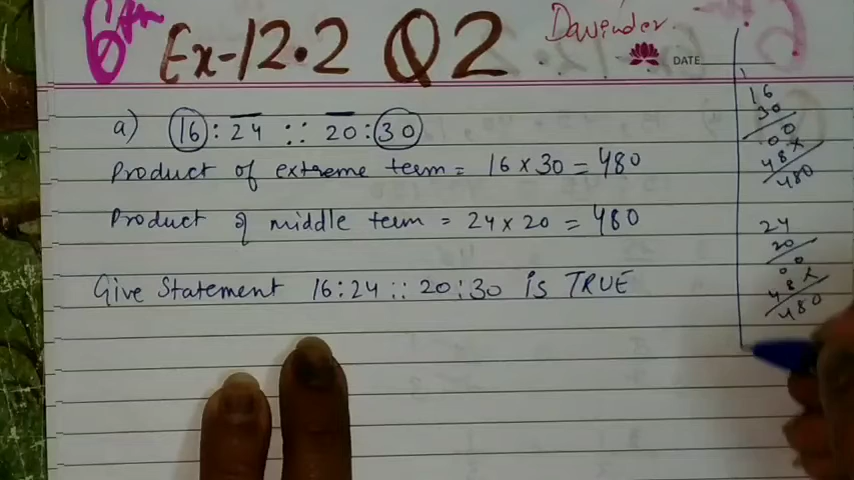 6th Ex-12.2 Q2 Davinder
DATE
a) 16 : 24 :: 20 : 30
Product of extreme term = 16 × 30 = 480
Product of middle term = 24 × 20 = 480
Give Statement 16:24 :: 20:30 is TRUE
16
30
00
48×
480
24
20
00
48×
480